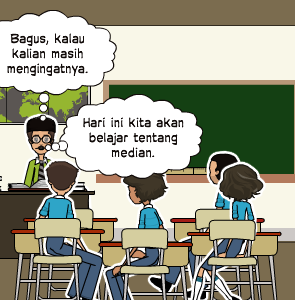 Bagus, kalau
kalian masih
mengingatnya.
Hari ini kita akan
belajar tentang
median.